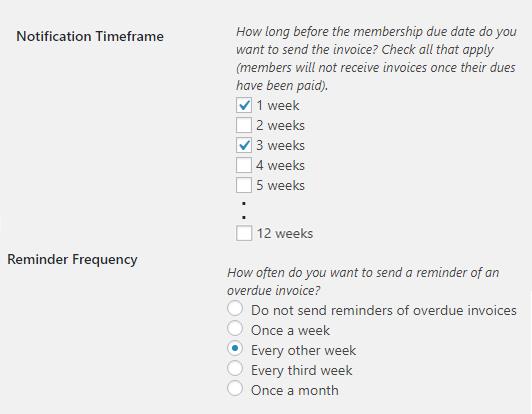 Notification Timeframe
How long before the membership due date do you
want to send the invoice? Check all that apply
(members will not receive invoices once their dues
have been paid).
1 week
2 weeks
3 weeks
4 weeks
5 weeks
12 weeks
Reminder Frequency
How often do you want to send a reminder of an
overdue invoice?
Do not send reminders of overdue invoices
Once a week
Every other week
Every third week
Once a month